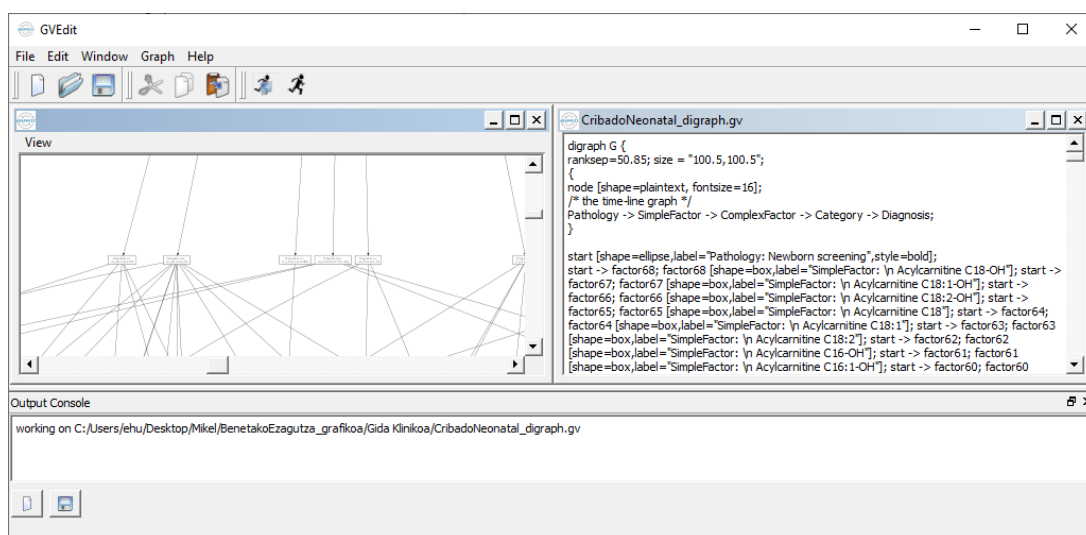 GVEdit
File Edit Window Graph Help
View
CribadoNeonatal_digraph.gv
digraph G {
ranksep=50.85; size = "100.5,100.5";
{
node [shape=plaintext, fontsize=16];
/* the time-line graph */
Pathology -> SimpleFactor -> ComplexFactor -> Category -> Diagnosis;
}
start [shape=ellipse,label="Pathology: Newborn screening",style=bold];
start -> factor68; factor68 [shape=box,label="SimpleFactor: \n Acylcarnitine C18-OH"]; start ->
factor67; factor67 [shape=box,label="SimpleFactor: \n Acylcarnitine C18:1-OH"]; start ->
factor66; factor66 [shape=box,label="SimpleFactor: \n Acylcarnitine C18:2-OH"]; start ->
factor65; factor65 [shape=box,label="SimpleFactor: \n Acylcarnitine C18"]; start -> factor64;
factor64 [shape=box,label="SimpleFactor: \n Acylcarnitine C18:1"]; start -> factor63; factor63
[shape=box,label="SimpleFactor: \n Acylcarnitine C18:2"]; start -> factor62; factor62
[shape=box,label="SimpleFactor: \n Acylcarnitine C16-OH"]; start -> factor61; factor61
[shape=box,label="SimpleFactor: \n Acylcarnitine C16:1-OH"]; start -> factor60; factor60
Output Console
working on C:/Users/ehu/Desktop/Mikel/BenetakoEzagutza_grafikoa/Gida Klinikoa/CribadoNeonatal_digraph.gv